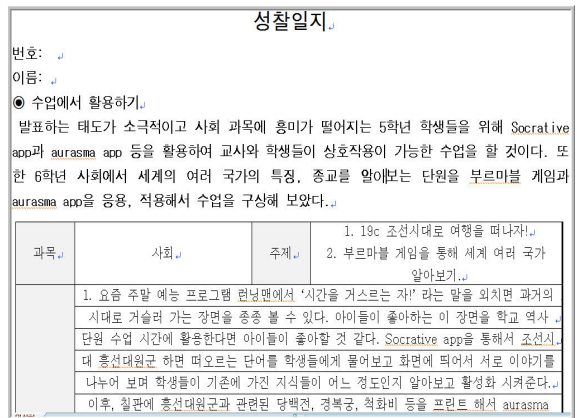 성찰일지
번호:
이름:
◉ 수업에서 활용하기
발표하는 태도가 소극적이고 사회 과목에 흥미가 떨어지는 5학년 학생들을 위해 Socrative
app과 aurasma app 등을 활용하여 교사와 학생들이 상호작용이 가능한 수업을 할 것이다. 또
한 6학년 사회에서 세계의 여러 국가의 특징, 종교를 알아보는 단원을 부르마블 게임과
aurasma app을 응용, 적용해서 수업을 구상해 보았다.
과목 사회 주제
1. 19c 조선시대로 여행을 떠나자!
2. 부르마블 게임을 통해 세계 여러 국가
알아보기.
1. 요즘 주말 예능 프로그램 런닝맨에서 '시간을 거스르는 자!' 라는 말을 외치면 과거의
시대로 거슬러 가는 장면을 종종 볼 수 있다. 아이들이 좋아하는 이 장면을 학교 역사
단원 수업 시간에 활용한다면 아이들이 좋아할 것 같다. Socrative app을 통해서 조선시
대 흥선대원군 하면 떠오르는 단어를 학생들에게 물어보고 화면에 띄어서 서로 이야기를
나누어 보며 학생들이 기존에 가진 지식들이 어느 정도인지 알아보고 활성화 시켜준다.
이후, 칠판에 흥선대원군과 관련된 당백전, 경복궁, 척화비 등을 프린트 해서 aurasma